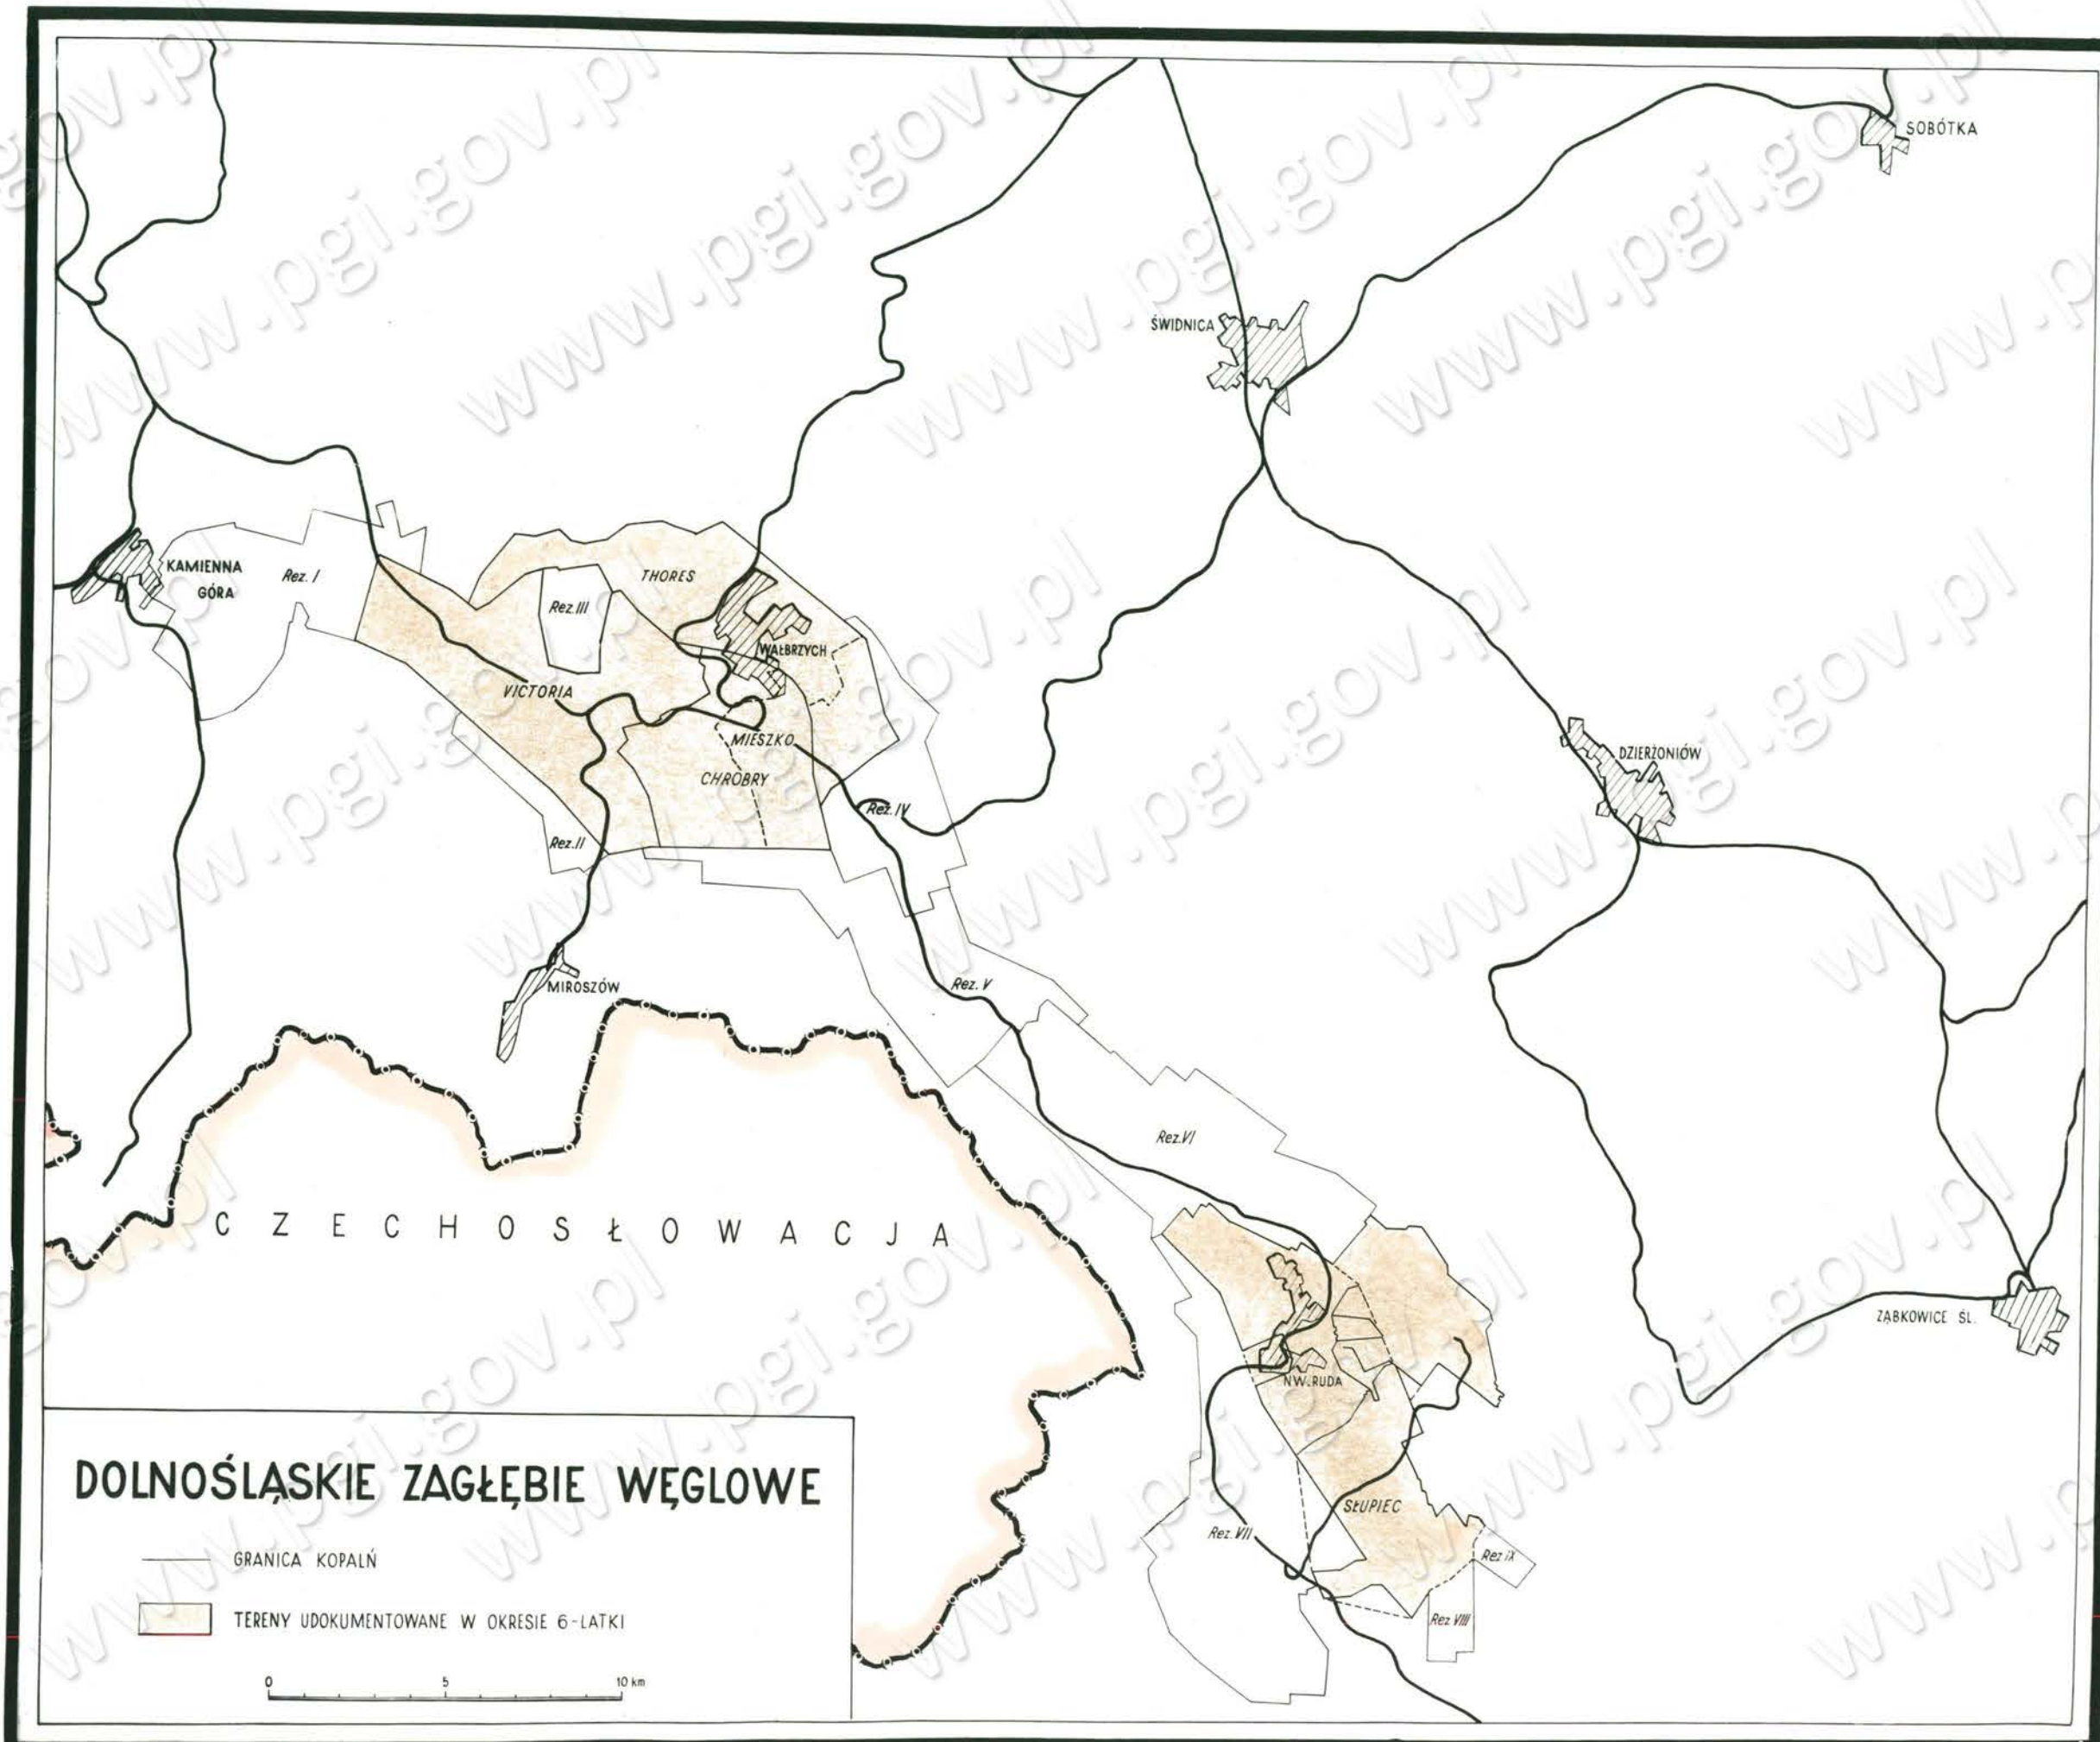 SOBÓTKA
ŚWIDNICA
KAMIENNA
GÓRA
Rez. I
THORES
Rez. III
WAŁBRZYCH
VICTORIA
MIESZKO
CHROBRY
Rez. IV
Rez. II
DZIERŻONIÓW
MIROSZÓW
Rez. V
Rez. VI
CZECHOSŁOWACJA
ZĄBKOWICE ŚL.
NW. RUDA
SŁUPIEC
Rez. VII
Rez. IX
Rez. VIII
DOLNOŚLĄSKIE ZAGŁĘBIE WĘGLOWE
GRANICA KOPALŃ
TERENY UDOKUMENTOWANE W OKRESIE 6-LATKI
0 5 10 km
www.pgi.gov.pl